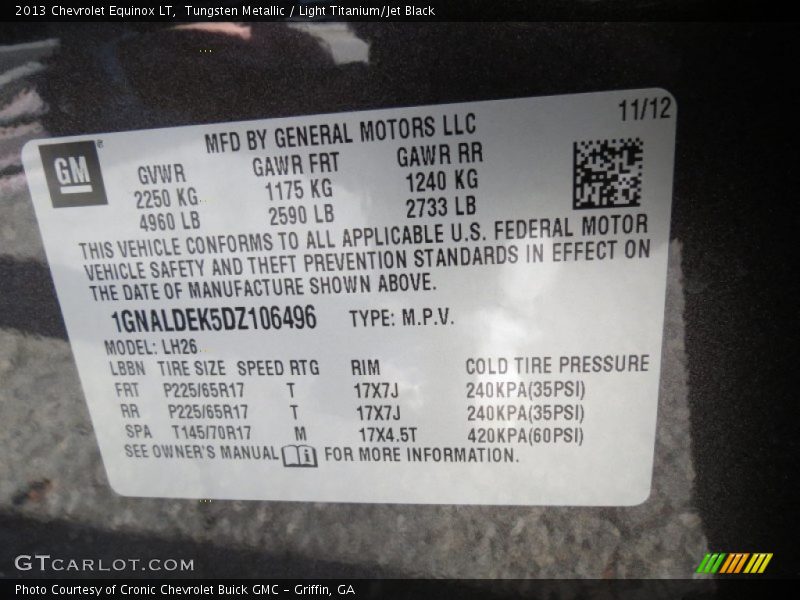 2013 Chevrolet Equinox LT,  Tungsten Metallic / Light Titanium/Jet Black
11/12
MFD BY GENERAL MOTORS LLC
GM
GVWR GAWR FRT GAWR RR
2250 KG 1175 KG 1240 KG
4960 LB 2590 LB 2733 LB
THIS VEHICLE CONFORMS TO ALL APPLICABLE U.S. FEDERAL MOTOR
VEHICLE SAFETY AND THEFT PREVENTION STANDARDS IN EFFECT ON
THE DATE OF MANUFACTURE SHOWN ABOVE.
1GNALDEK5DZ106496 TYPE: M.P.V.
MODEL: LH26
LBBN TIRE SIZE SPEED RTG RIM COLD TIRE PRESSURE
FRT P225/65R17 T 17X7J 240KPA(35PSI)
RR P225/65R17 T 17X7J 240KPA(35PSI)
SPA T145/70R17 M 17X4.5T 420KPA(60PSI)
SEE OWNER'S MANUAL FOR MORE INFORMATION.
GTCARLOT.COM
Photo Courtesy of Cronic Chevrolet Buick GMC - Griffin, GA